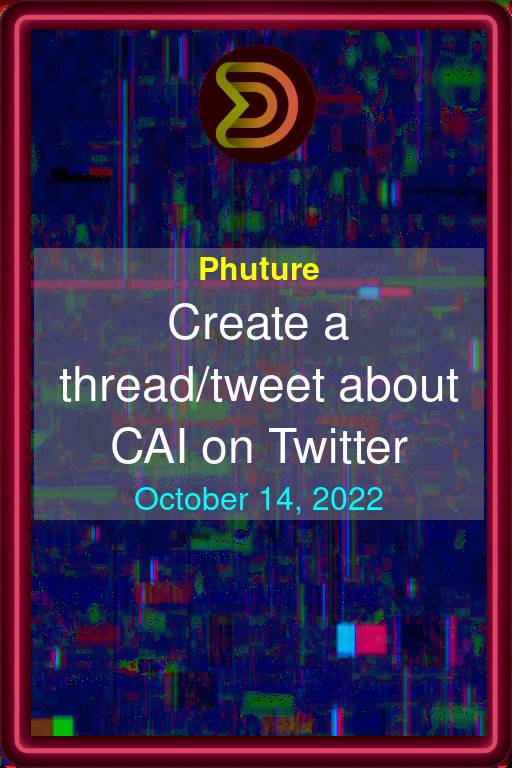 Phuture
Create a
thread/tweet about
CAI on Twitter
October 14, 2022